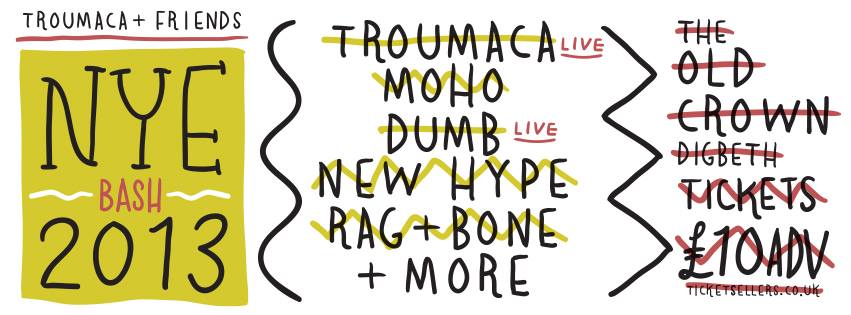 TROUMACA + FRIENDS
NYE
BASH
2013
TROUMACA LIVE
MOHO
DUMB LIVE
NEW HYPE
RAG + BONE
+ MORE
THE
OLD
CROWN
DIGBETH
TICKETS
£10ADV
TICKETSELLERS.CO.UK